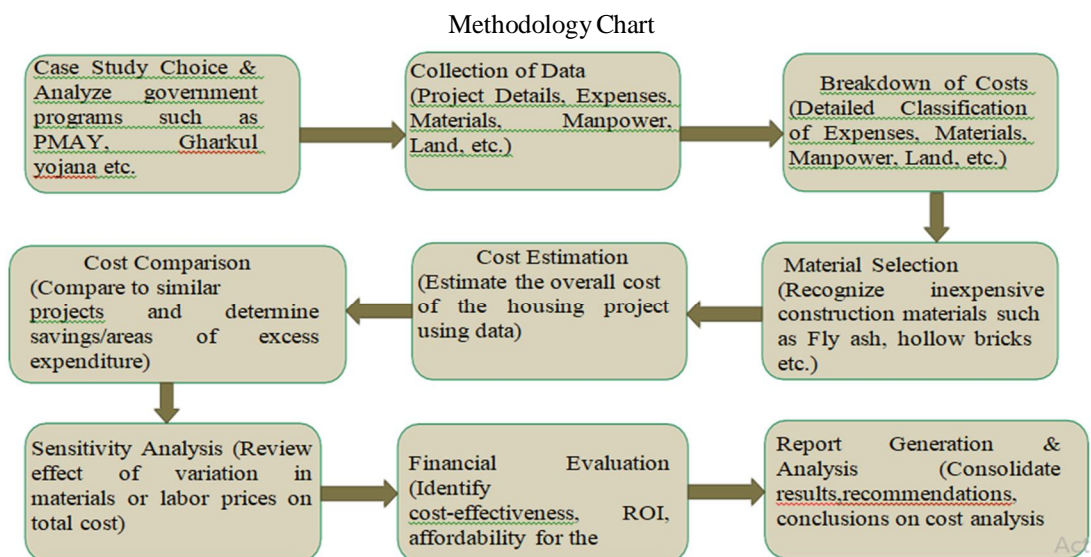 Methodology Chart
Case Study Choice &
Analyze government
programs such as
PMAY, Gharkul
yojana etc.
Collection of Data
(Project Details, Expenses,
Materials, Manpower,
Land, etc.)
Breakdown of Costs
(Detailed Classification
of Expenses, Materials,
Manpower, Land, etc.)
Material Selection
(Recognize inexpensive
construction materials such
as Fly ash, hollow bricks
etc.)
Cost Estimation
(Estimate the overall cost
of the housing project
using data)
Cost Comparison
(Compare to similar
projects and determine
savings/areas of excess
expenditure)
Sensitivity Analysis (Review
effect of variation in
materials or labor prices on
total cost)
Financial Evaluation
(Identify
cost-effectiveness, ROI,
affordability for the
Report Generation &
Analysis (Consolidate
results,recommendations,
conclusions on cost analysis
Act